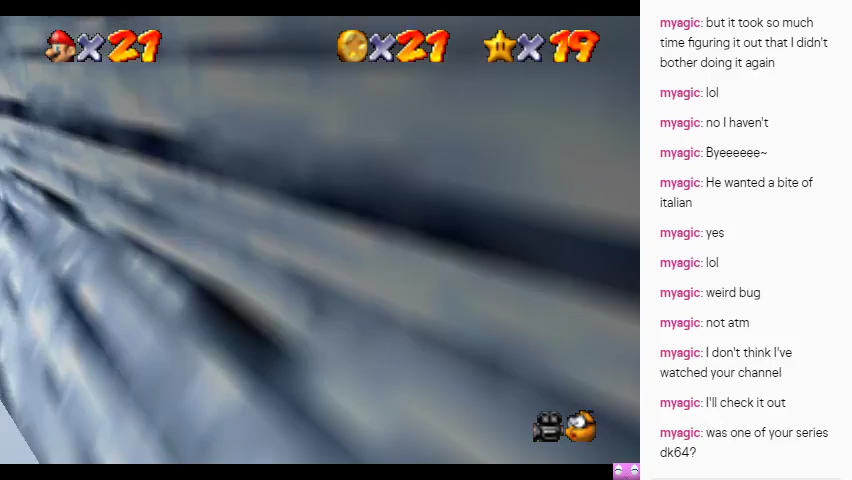 x21
x21
x19
myagic: but it took so much
time figuring it out that I didn't
bother doing it again
myagic: lol
myagic: no I haven't
myagic: Byeeeeee~
myagic: He wanted a bite of
italian
myagic: yes
myagic: lol
myagic: weird bug
myagic: not atm
myagic: I don't think I've
watched your channel
myagic: I'll check it out
myagic: was one of your series
dk64?